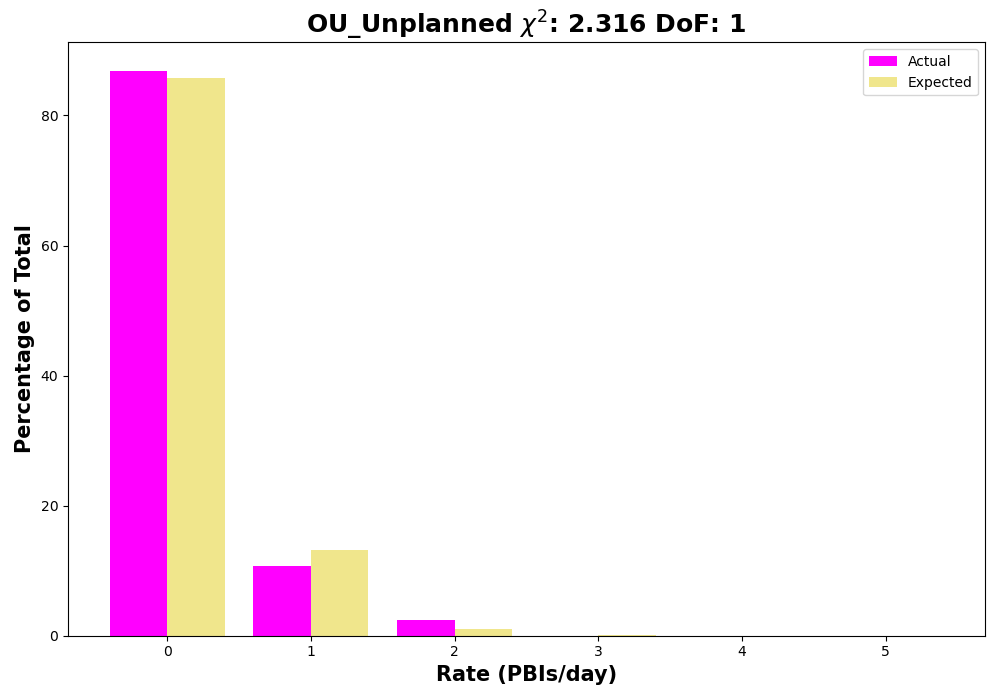 OU_Unplanned χ²: 2.316 DoF: 1
Actual
Expected
Percentage of Total
80
60
40
20
0
0 1 2 3 4 5
Rate (PBIs/day)